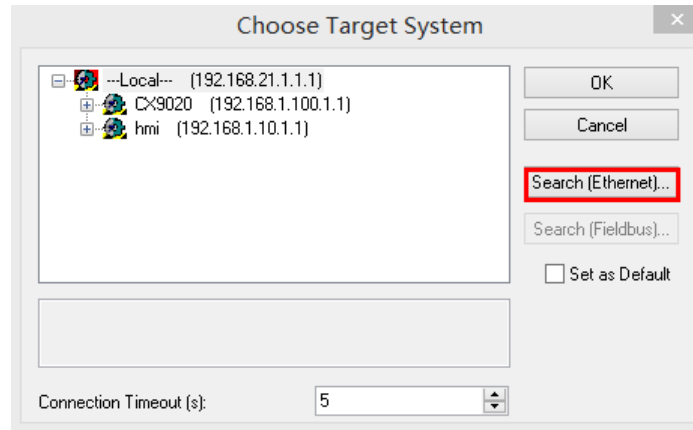 Choose Target System
---Local--- (192.168.21.1.1.1)
CX9020 (192.168.1.100.1.1)
hmi (192.168.1.10.1.1)
OK
Cancel
Search (Ethernet)...
Search (Fieldbus)...
Set as Default
Connection Timeout (s):
5